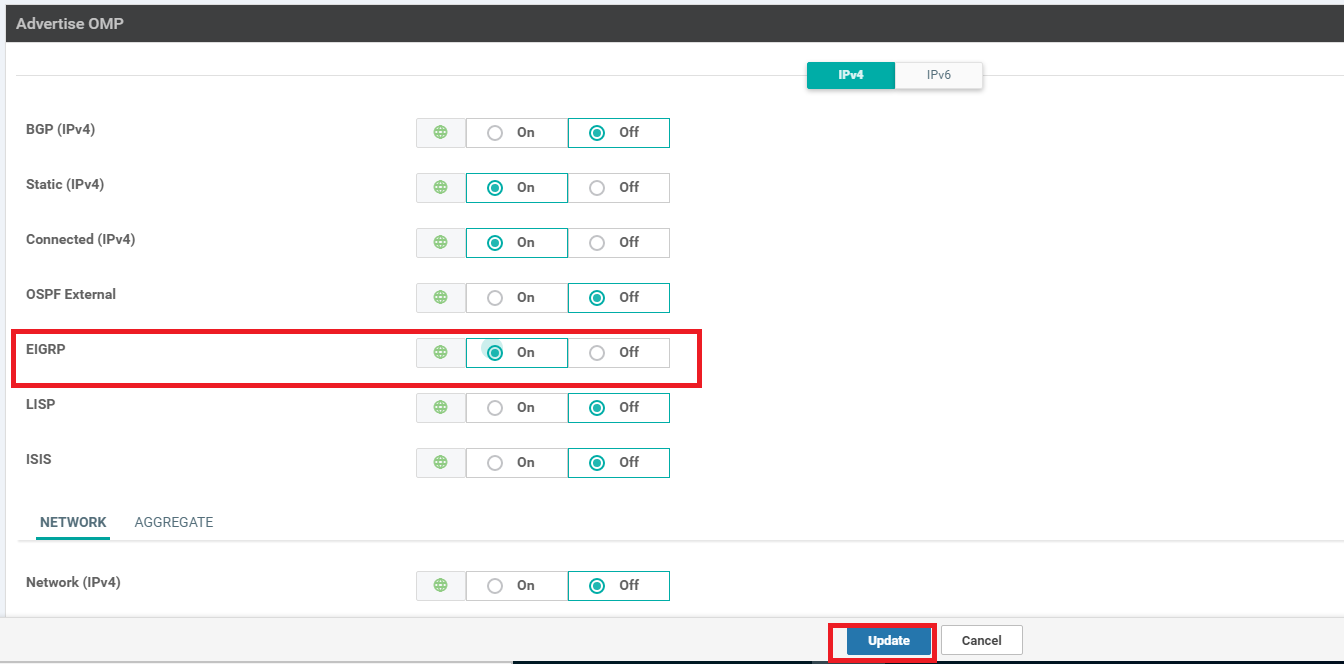 Advertise OMP
IPv4 IPv6
BGP (IPv4) On Off
Static (IPv4) On Off
Connected (IPv4) On Off
OSPF External On Off
EIGRP On Off
LISP On Off
ISIS On Off
NETWORK AGGREGATE
Network (IPv4) On Off
Update Cancel